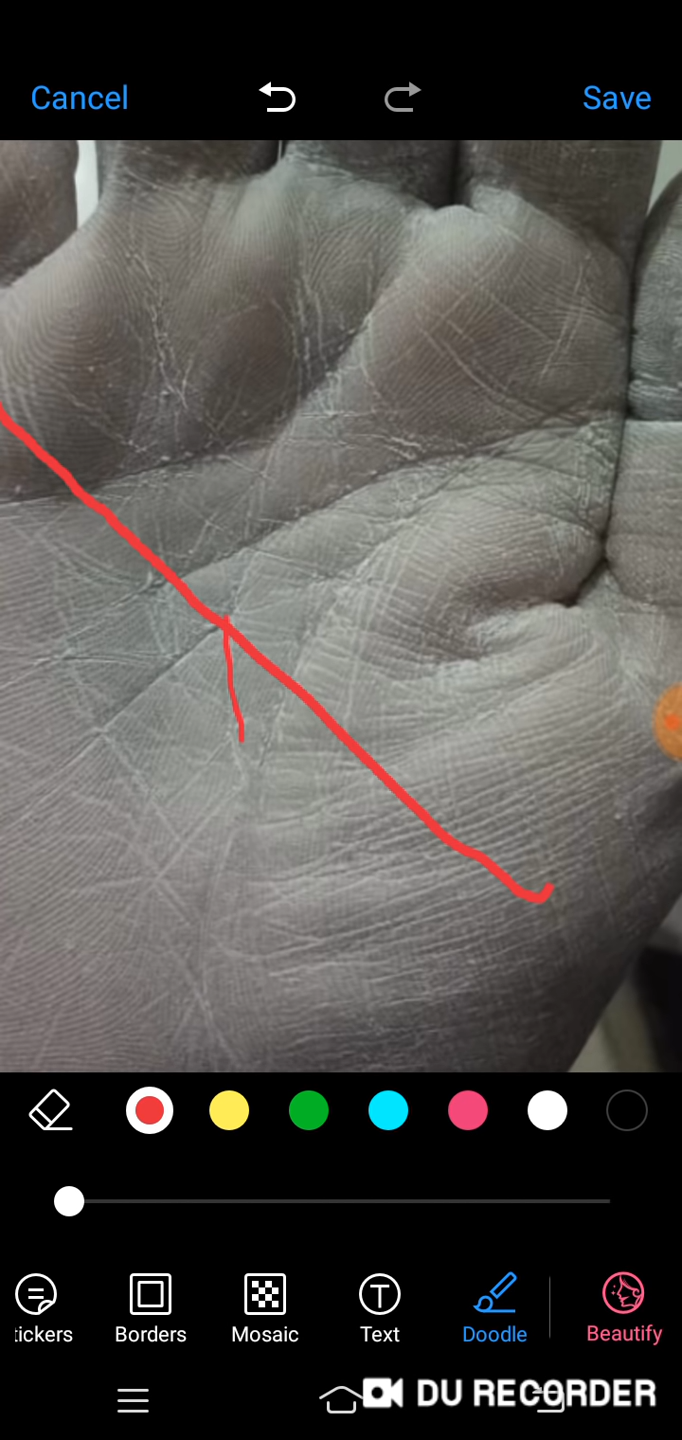 Cancel
Save
tickers
Borders
Mosaic
Text
Doodle
Beautify
DU RECORDER